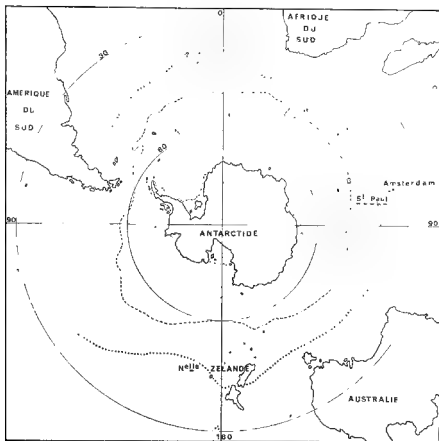 0
AFRIQUE
DU
SUD
30
AMERIQUE
DU
SUD
60
Amsterdam
St Paul
90
90
ANTARCTIDE
Nelle ZELANDE
AUSTRALIE
180